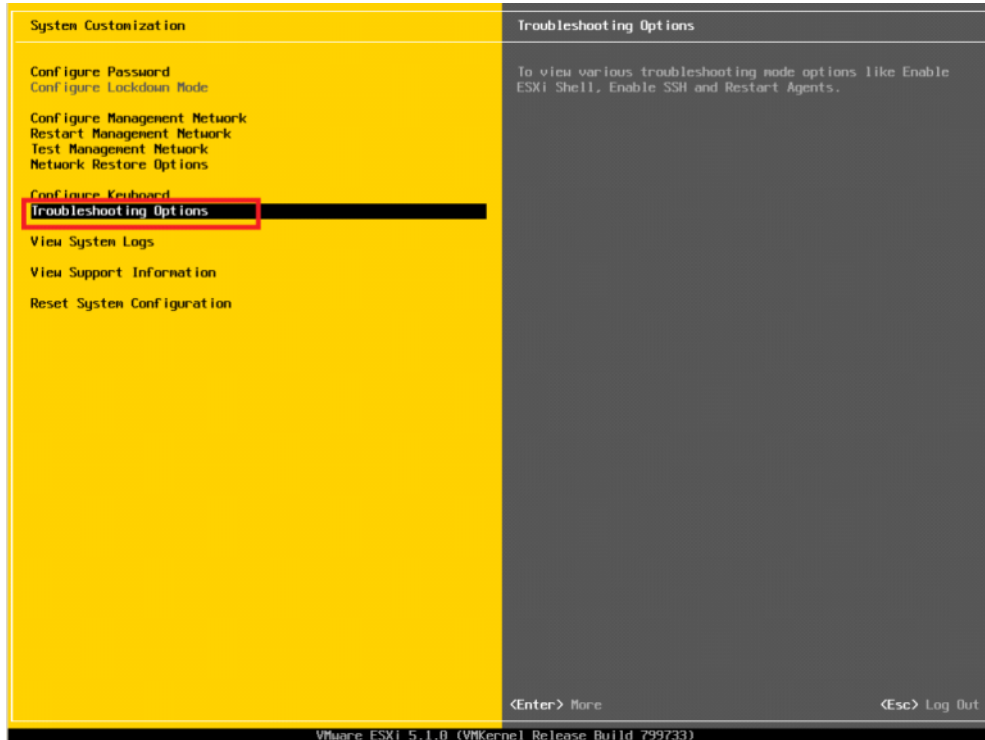 System Customization
Configure Password
Configure Lockdown Mode
Configure Management Network
Restart Management Network
Test Management Network
Network Restore Options
Configure Keyboard
Troubleshooting Options
View System Logs
View Support Information
Reset System Configuration
Troubleshooting Options
To view various troubleshooting mode options like Enable
ESXi Shell, Enable SSH and Restart Agents.
<Enter> More
<Esc> Log Out
VMware ESXi 5.1.0 (VMKernel Release Build 799733)